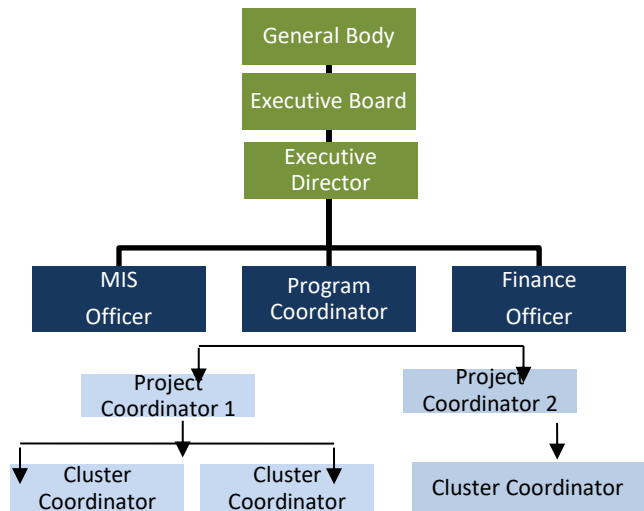 General Body
Executive Board
Executive
Director
MIS
Officer
Program
Coordinator
Finance
Officer
Project
Coordinator 1
Project
Coordinator 2
Cluster
Coordinator
Cluster
Coordinator
Cluster Coordinator